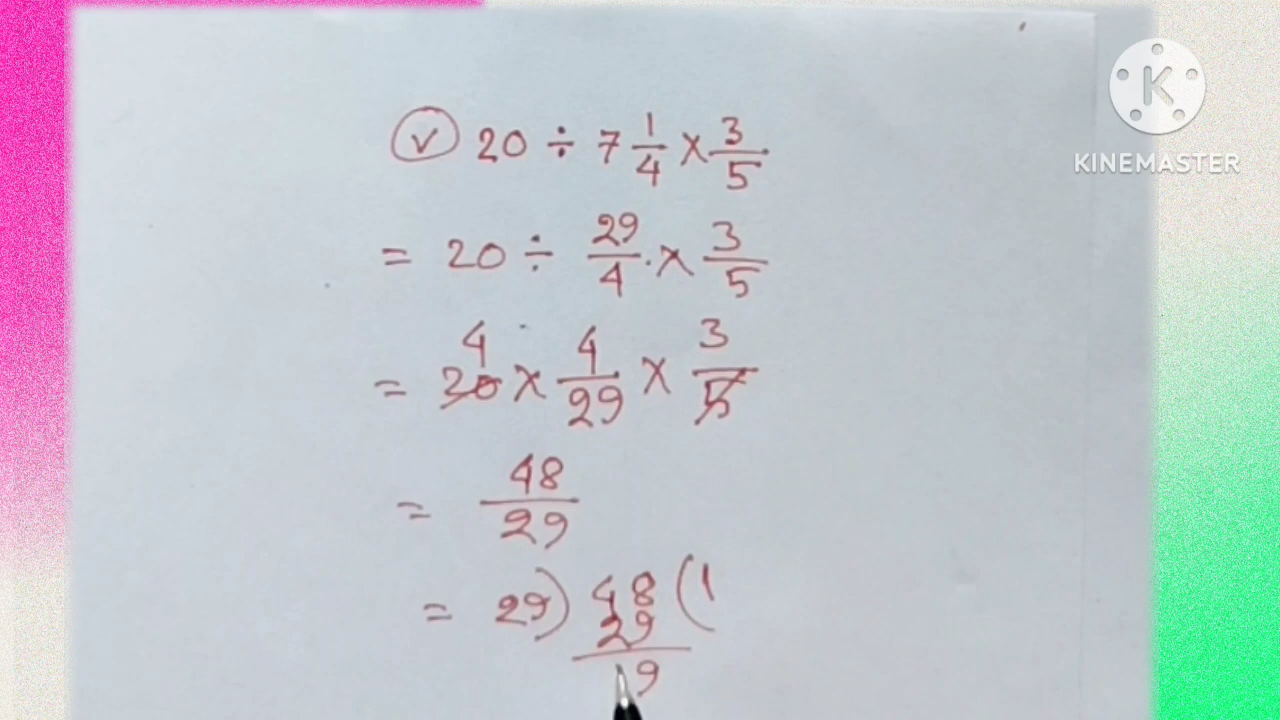 (v) 20 ÷ 7 1/4 × 3/5
= 20 ÷ 29/4 . × 3/5
4
= 20 × 4/29 × 3/5
= 48/29
= 29) 48 (1
29
19
K
KINEMASTER